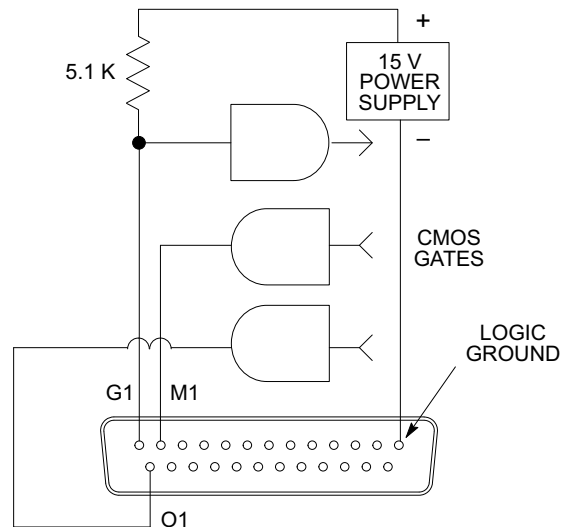 +
5.1 K
15 V
POWER
SUPPLY
–
CMOS
GATES
LOGIC
GROUND
G1
M1
O1